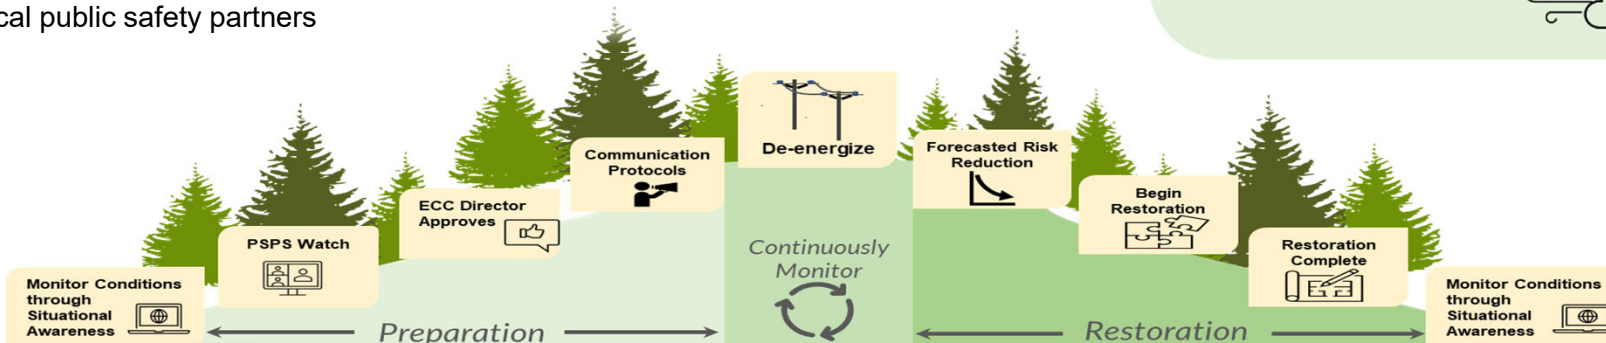 cal public safety partners
Monitor Conditions
through
Situational
Awareness
PSPS Watch
ECC Director
Approves
Communication
Protocols
De-energize
Forecasted Risk
Reduction
Begin
Restoration
Restoration
Complete
Monitor Conditions
through
Situational
Awareness
Continuously
Monitor
Preparation
Restoration